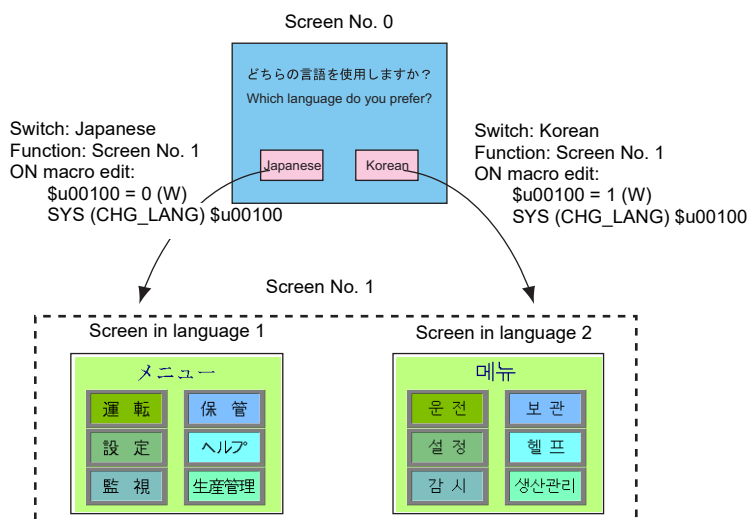 Screen No. 0
どちらの言語を使用しますか？
Which language do you prefer?
Japanese
Korean
Switch: Japanese
Function: Screen No. 1
ON macro edit:
$u00100 = 0 (W)
SYS (CHG_LANG) $u00100
Switch: Korean
Function: Screen No. 1
ON macro edit:
$u00100 = 1 (W)
SYS (CHG_LANG) $u00100
Screen No. 1
Screen in language 1
メニュー
運 転
保 管
設 定
ヘルプ
監 視
生産管理
Screen in language 2
메뉴
운 전
보 관
설 정
헬 프
감 시
생산관리